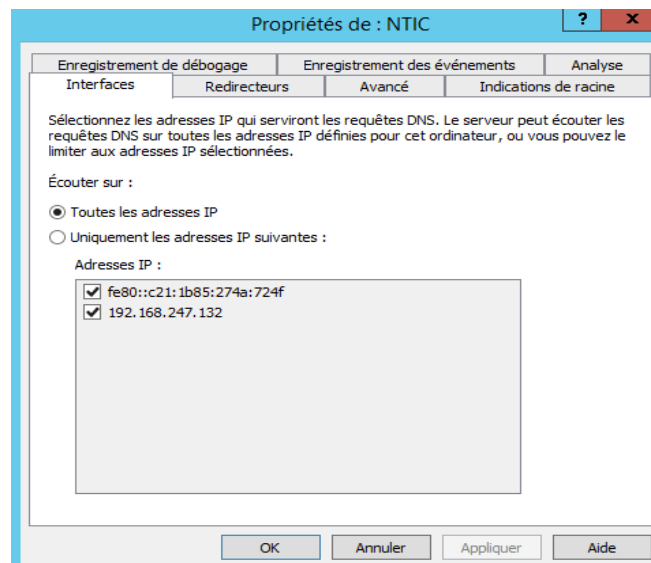 Propriétés de : NTIC
?
x
Enregistrement de débogage
Enregistrement des événements
Analyse
Interfaces
Redirecteurs
Avancé
Indications de racine
Sélectionnez les adresses IP qui serviront les requêtes DNS. Le serveur peut écouter les
requêtes DNS sur toutes les adresses IP définies pour cet ordinateur, ou vous pouvez le
limiter aux adresses IP sélectionnées.
Écouter sur :
Toutes les adresses IP
Uniquement les adresses IP suivantes :
Adresses IP :
fe80::c21:1b85:274a:724f
192.168.247.132
OK
Annuler
Appliquer
Aide